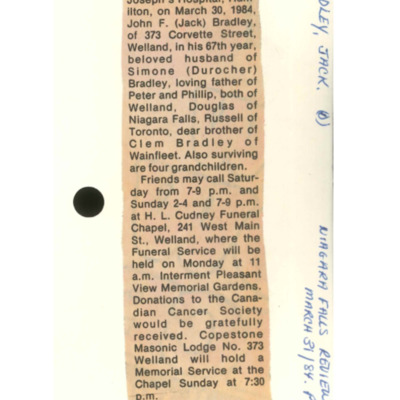 Joseph's Hospital, Ham-
ilton, on March 30, 1984
John F. (Jack) Bradley,
of 373 Corvette Street,
Welland, in his 67th year,
beloved husband of
Simone (Durocher)
Bradley, loving father of
Peter and Phillip, both of
Welland, Douglas of
Niagara Falls, Russell of
Toronto, dear brother of
Clem Bradley of
Wainfleet. Also surviving
are four grandchildren.
Friends may call Satur-
day from 7-9 p.m. and
Sunday 2-4 and 7-9 p.m.
at H. L. Cudney Funeral
Chapel, 241 West Main
St., Welland, where the
Funeral Service will be
held on Monday at 11
a.m. Interment Pleasant
View Memorial Gardens.
Donations to the Cana-
dian Cancer Society
would be gratefully
received. Copestone
Masonic Lodge No. 373
Welland will hold a
Memorial Service at the
Chapel Sunday at 7:30
p.m.
DLEY, JACK. (D)
NIAGARA FALLS REVIEW
MARCH 31/84. P